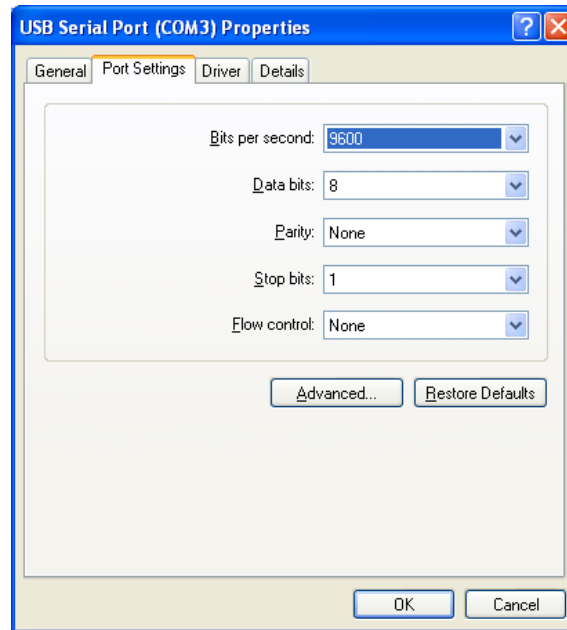 USB Serial Port (COM3) Properties
General Port Settings Driver Details
Bits per second: 9600
Data bits: 8
Parity: None
Stop bits: 1
Flow control: None
Advanced... Restore Defaults
OK Cancel